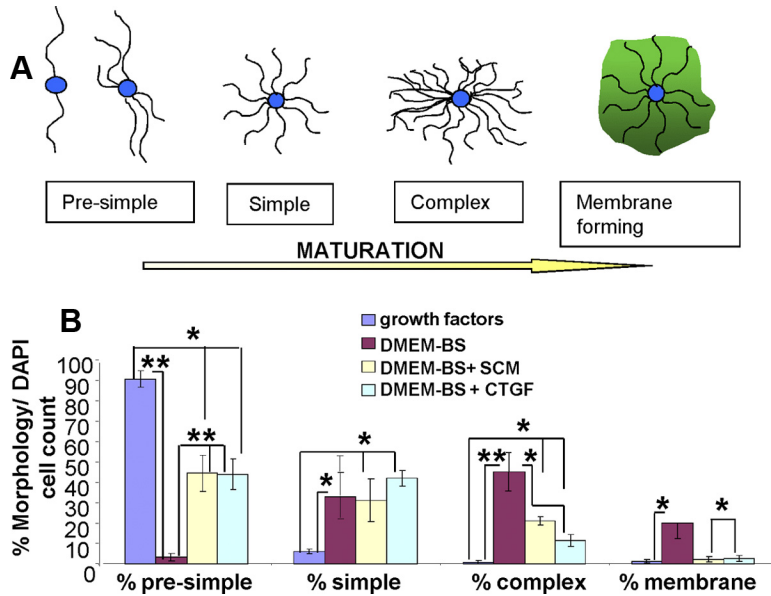 A
Pre-simple
Simple
Complex
Membrane
forming
MATURATION
B
growth factors
DMEM-BS
DMEM-BS+ SCM
DMEM-BS + CTGF
% Morphology/ DAPI
cell count
100
90
80
70
60
50
40
30
20
10
0
*
**
**
*
*
*
**
*
*
*
% pre-simple
% simple
% complex
% membrane